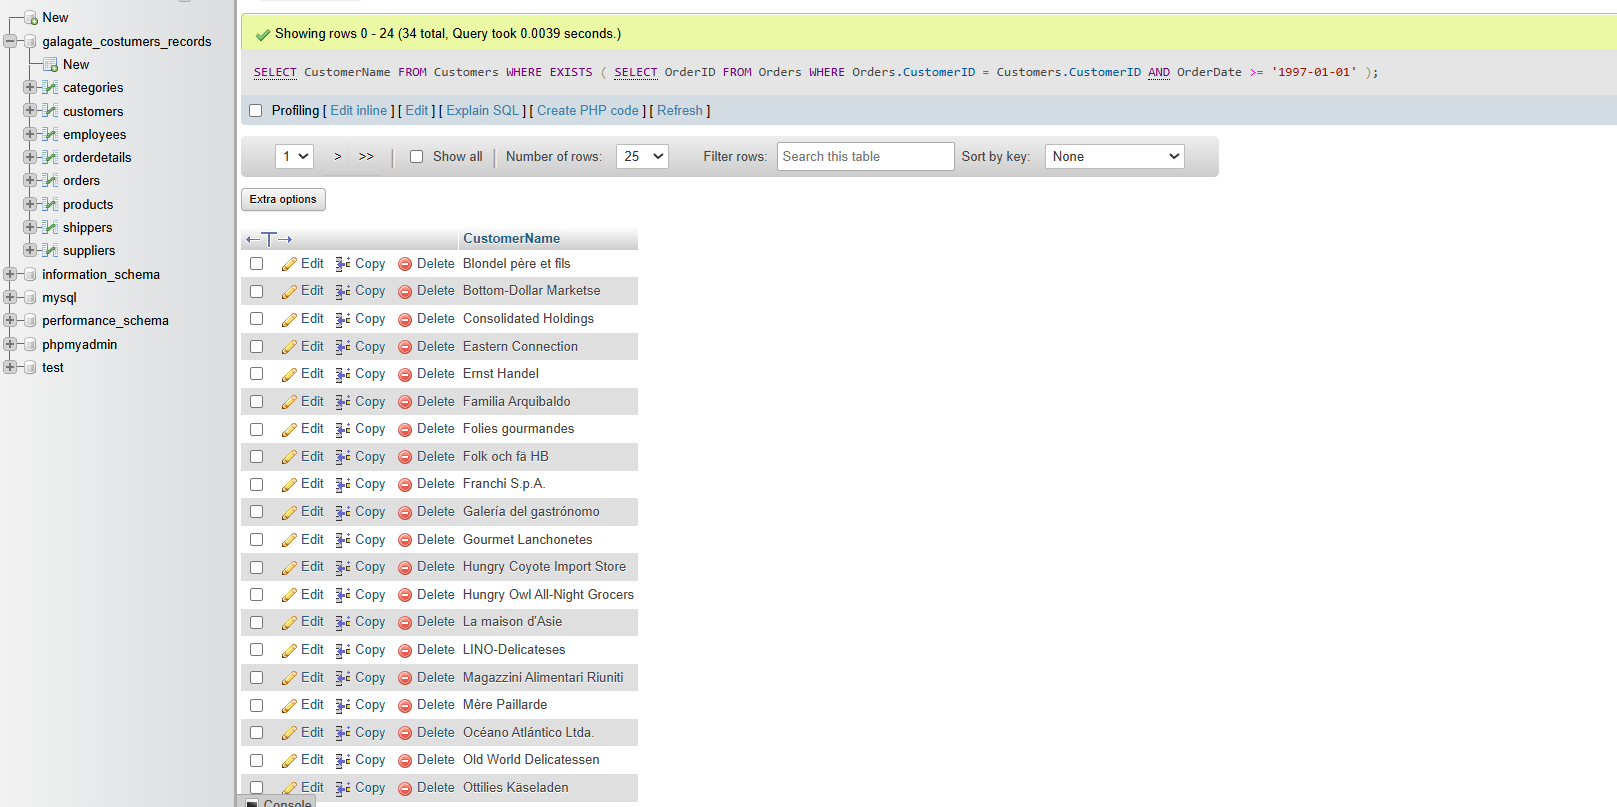 New
galagate_costumers_records
New
categories
customers
employees
orderdetails
orders
products
shippers
suppliers
information_schema
mysql
performance_schema
phpmyadmin
test
Showing rows 0 - 24 (34 total, Query took 0.0039 seconds.)
SELECT CustomerName FROM Customers WHERE EXISTS ( SELECT OrderID FROM Orders WHERE Orders.CustomerID = Customers.CustomerID AND OrderDate >= '1997-01-01' );
Profiling [ Edit inline ] [ Edit ] [ Explain SQL ] [ Create PHP code ] [ Refresh ]
1 > >> | Show all | Number of rows: 25 Filter rows: Search this table Sort by key: None
Extra options
←T→ CustomerName
Edit Copy Delete Blondel père et fils
Edit Copy Delete Bottom-Dollar Marketse
Edit Copy Delete Consolidated Holdings
Edit Copy Delete Eastern Connection
Edit Copy Delete Ernst Handel
Edit Copy Delete Familia Arquibaldo
Edit Copy Delete Folies gourmandes
Edit Copy Delete Folk och fä HB
Edit Copy Delete Franchi S.p.A.
Edit Copy Delete Galería del gastrónomo
Edit Copy Delete Gourmet Lanchonetes
Edit Copy Delete Hungry Coyote Import Store
Edit Copy Delete Hungry Owl All-Night Grocers
Edit Copy Delete La maison d'Asie
Edit Copy Delete LINO-Delicateses
Edit Copy Delete Magazzini Alimentari Riuniti
Edit Copy Delete Mère Paillarde
Edit Copy Delete Océano Atlántico Ltda.
Edit Copy Delete Old World Delicatessen
Edit Copy Delete Ottilies Käseladen
Console